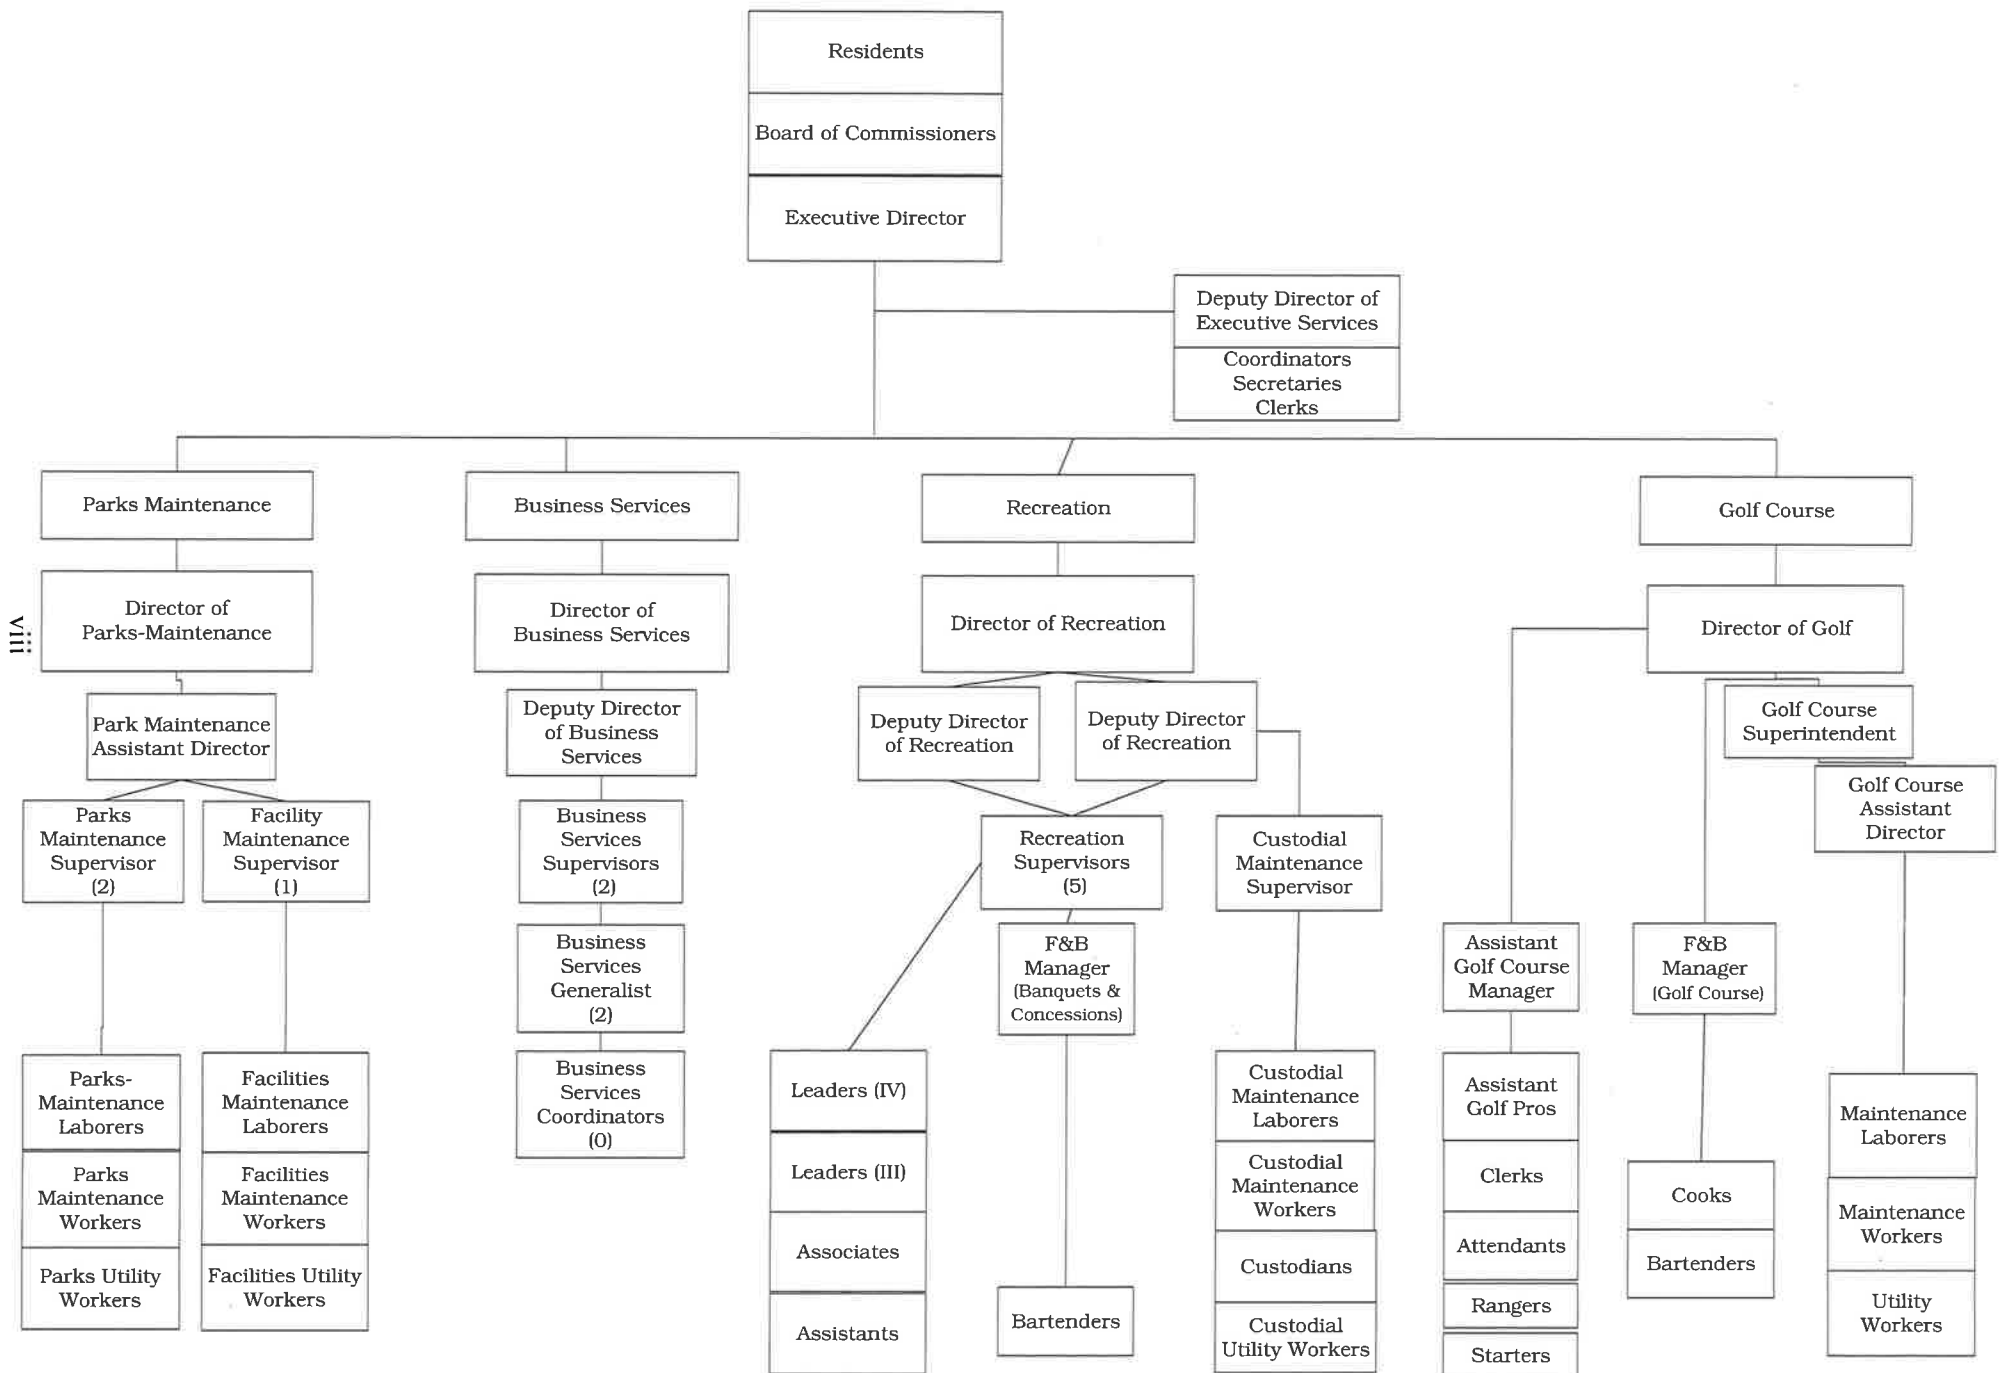 Residents
Board of Commissioners
Executive Director
Deputy Director of
Executive Services
Coordinators
Secretaries
Clerks
Parks Maintenance
Business Services
Recreation
Golf Course
Director of
Parks-Maintenance
Director of
Business Services
Director of Recreation
Director of Golf
viii
Park Maintenance
Assistant Director
Deputy Director
of Business
Services
Deputy Director
of Recreation
Deputy Director
of Recreation
Golf Course
Superintendent
Golf Course
Assistant
Director
Parks
Maintenance
Supervisor
(2)
Facility
Maintenance
Supervisor
(1)
Business
Services
Supervisors
(2)
Recreation
Supervisors
(5)
Custodial
Maintenance
Supervisor
Business
Services
Generalist
(2)
F&B
Manager
(Banquets &
Concessions)
Assistant
Golf Course
Manager
F&B
Manager
(Golf Course)
Parks-
Maintenance
Laborers
Parks
Maintenance
Workers
Parks Utility
Workers
Facilities
Maintenance
Laborers
Facilities
Maintenance
Workers
Facilities Utility
Workers
Business
Services
Coordinators
(0)
Leaders (IV)
Leaders (III)
Associates
Assistants
Bartenders
Custodial
Maintenance
Laborers
Custodial
Maintenance
Workers
Custodians
Custodial
Utility Workers
Assistant
Golf Pros
Clerks
Attendants
Rangers
Starters
Cooks
Bartenders
Maintenance
Laborers
Maintenance
Workers
Utility
Workers